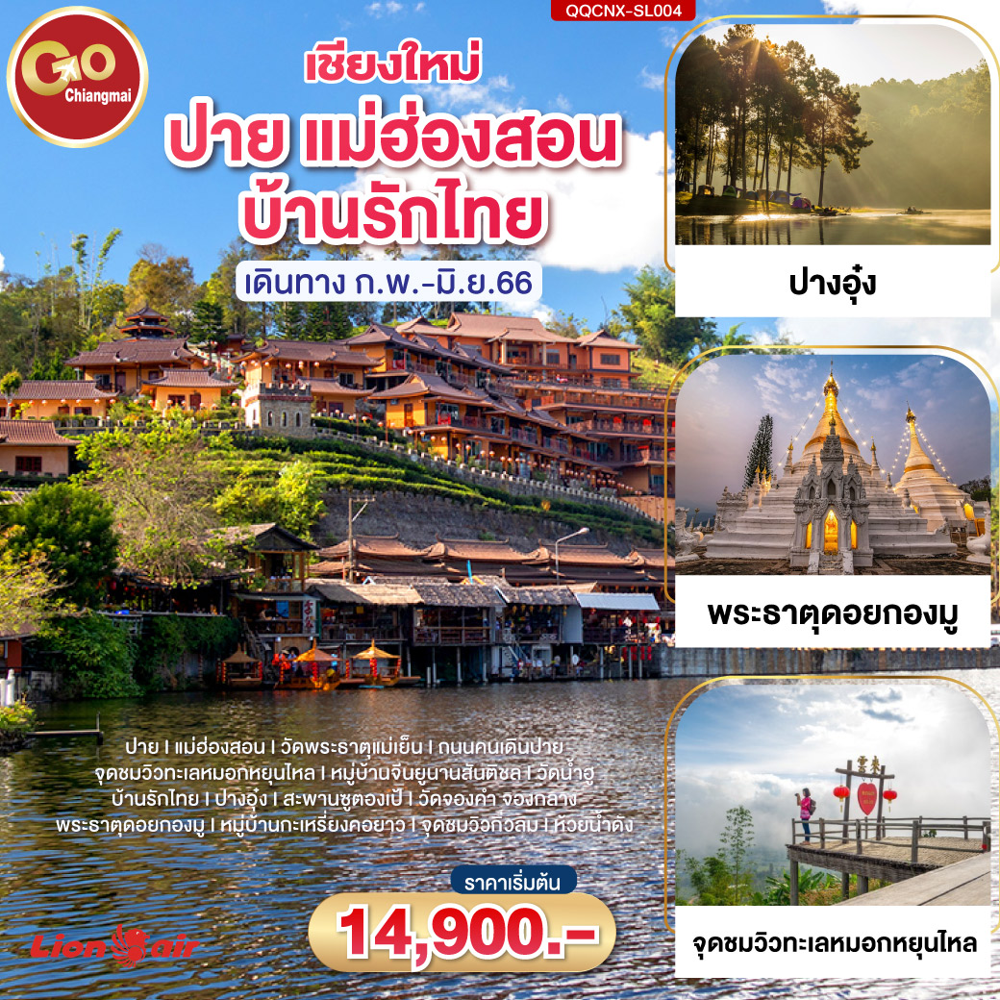 QQCNX-SL004
GO
Chiangmai
เชียงใหม่
ปาย แม่ฮ่องสอน
บ้านรักไทย
เดินทาง ก.พ.-มิ.ย.66
ปางอุ๋ง
พระธาตุดอยกองมู
ปาย | แม่ฮ่องสอน | วัดพระธาตุแม่เย็น | ถนนคนเดินปาย
จุดชมวิวทะเลหมอกหยุนไหล | หมู่บ้านจีนยูนานสันติชล | วัดน้ำฮู
บ้านรักไทย | ปางอุ๋ง | สะพานซูตองเป้ | วัดจองคำ จองกลาง
พระธาตุดอยกองมู | หมู่บ้านกะเหรี่ยงคอยาว | จุดชมวิวกิ่วลม | ห้วยน้ำดัง
ราคาเริ่มต้น
14,900.-
Lion air
จุดชมวิวทะเลหมอกหยุนไหล